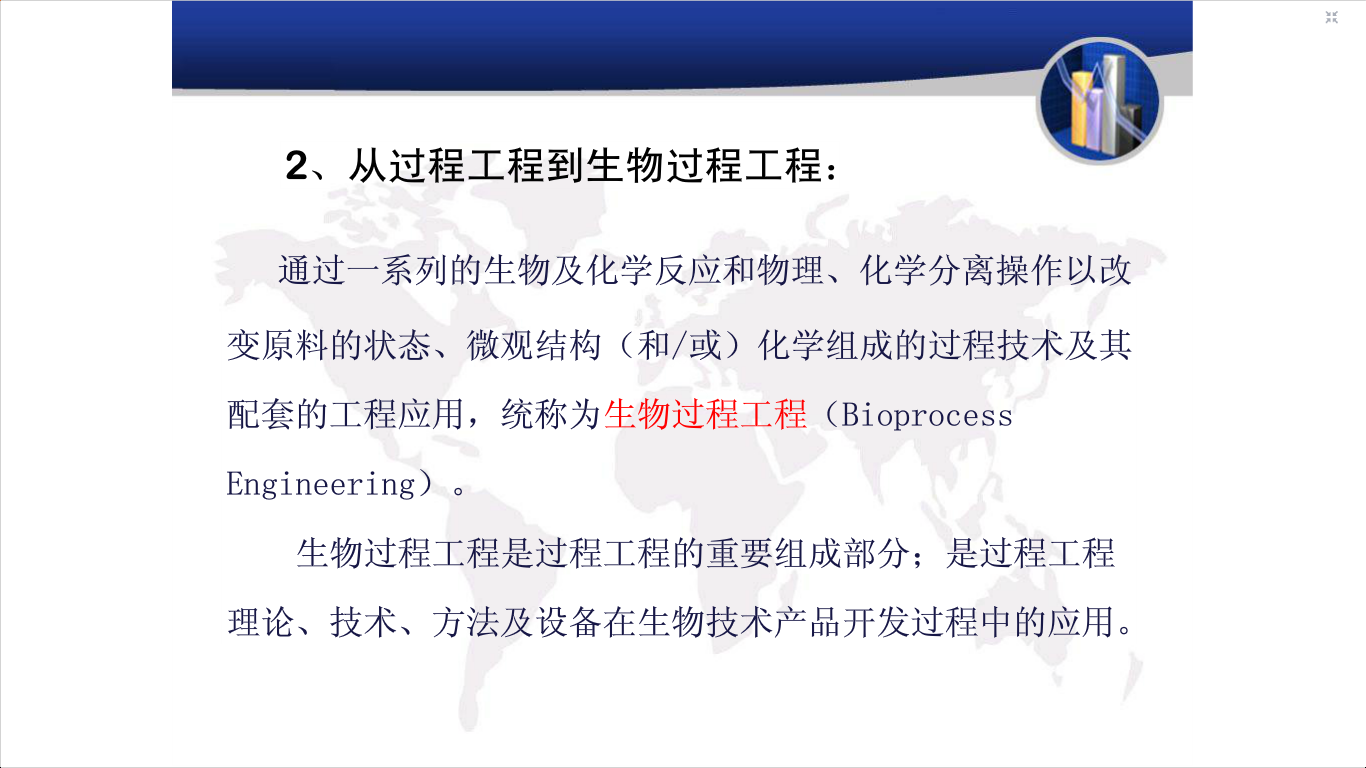 2、从过程工程到生物过程工程：
通过一系列的生物及化学反应和物理、化学分离操作以改
变原料的状态、微观结构（和/或）化学组成的过程技术及其
配套的工程应用，统称为生物过程工程（Bioprocess
Engineering）。
生物过程工程是过程工程的重要组成部分；是过程工程
理论、技术、方法及设备在生物技术产品开发过程中的应用。